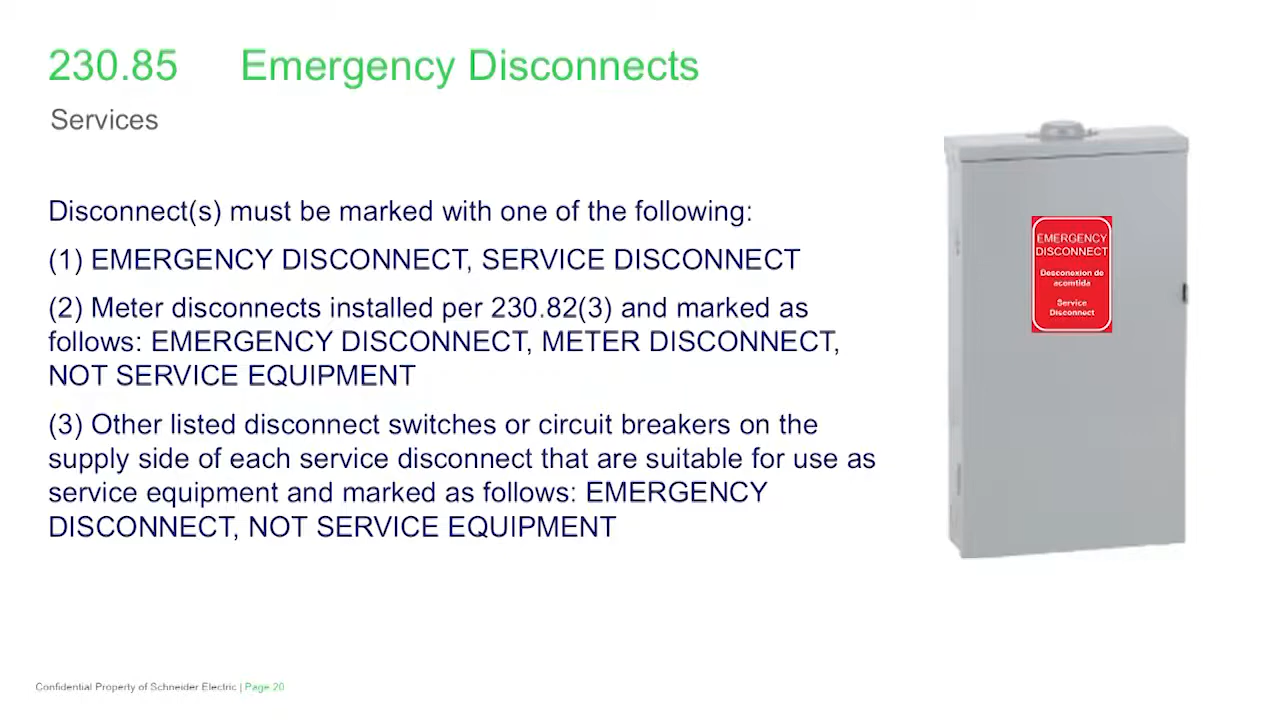 230.85 Emergency Disconnects
Services
Disconnect(s) must be marked with one of the following:
(1) EMERGENCY DISCONNECT, SERVICE DISCONNECT
(2) Meter disconnects installed per 230.82(3) and marked as
follows: EMERGENCY DISCONNECT, METER DISCONNECT,
NOT SERVICE EQUIPMENT
(3) Other listed disconnect switches or circuit breakers on the
supply side of each service disconnect that are suitable for use as
service equipment and marked as follows: EMERGENCY
DISCONNECT, NOT SERVICE EQUIPMENT
EMERGENCY
DISCONNECT
Desconexion de
acomtida
Service
Disconnect
Confidential Property of Schneider Electric | Page 20